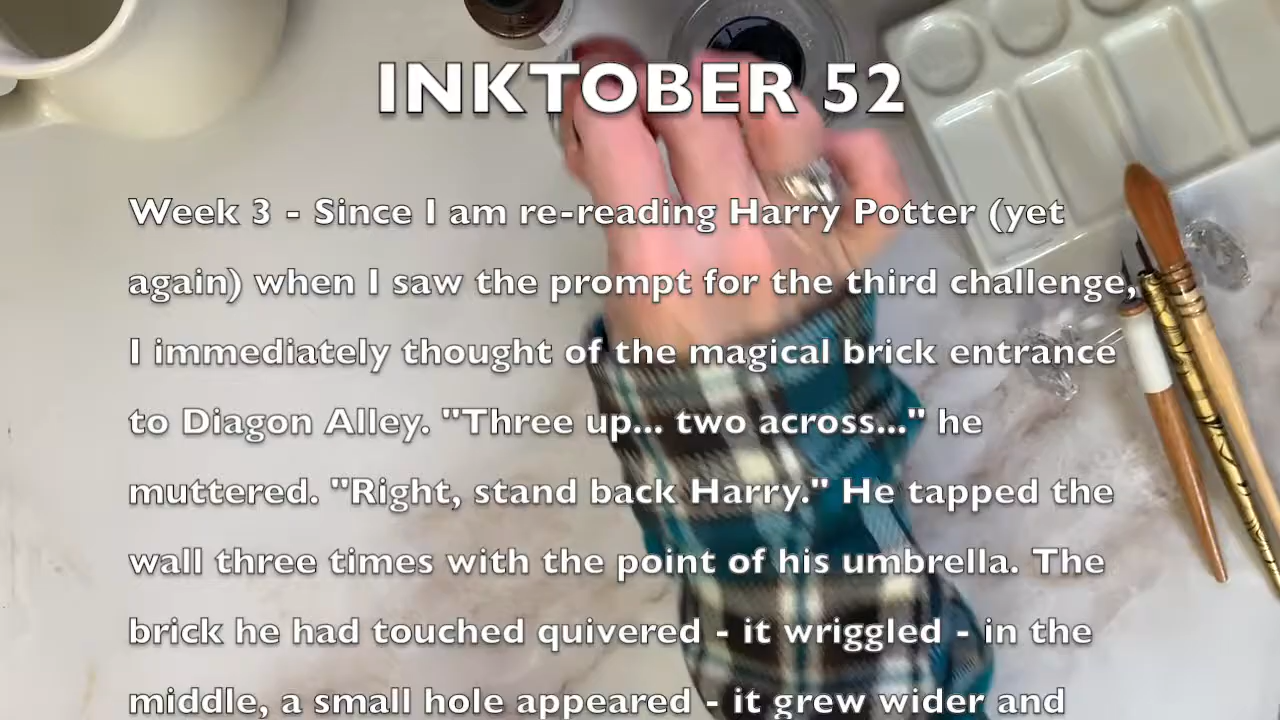 INKTOBER 52
Week 3 - Since I am re-reading Harry Potter (yet
again) when I saw the prompt for the third challenge,
I immediately thought of the magical brick entrance
to Diagon Alley. "Three up... two across..." he
muttered. "Right, stand back Harry." He tapped the
wall three times with the point of his umbrella. The
brick he had touched quivered - it wriggled - in the
middle, a small hole appeared - it grew wider and